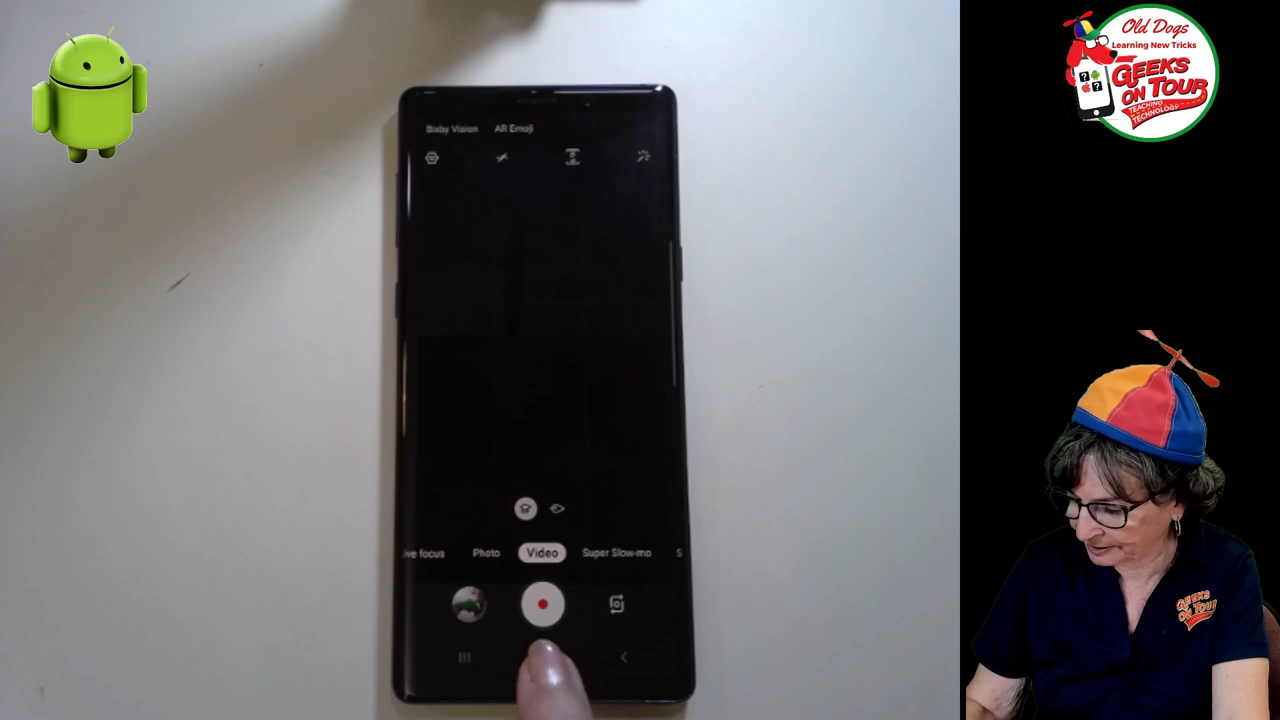 Bixby Vision AR Emoji
ive focus Photo Video Super Slow-mo S
Old Dogs
Learning New Tricks
GEEKS
ON TOUR
TEACHING
TECHNOLOGY
GEEKS
ON TOUR